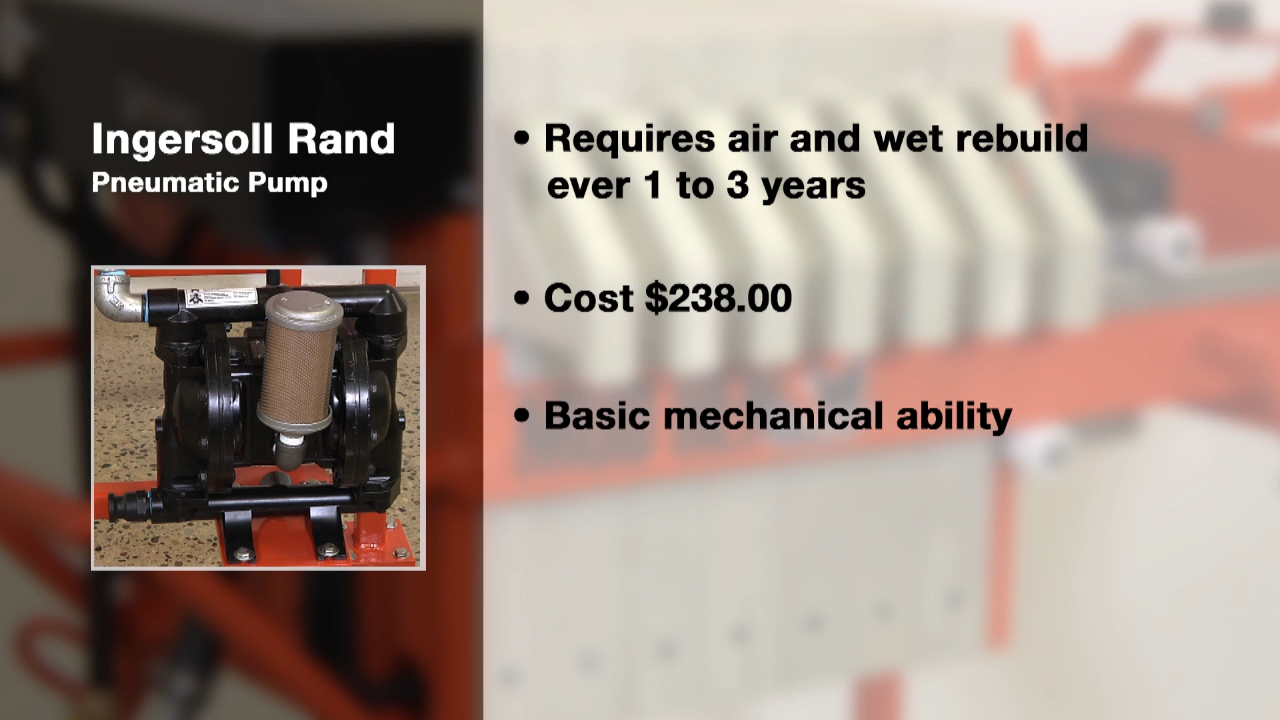 Ingersoll Rand
Pneumatic Pump
• Requires air and wet rebuild
ever 1 to 3 years
• Cost $238.00
• Basic mechanical ability